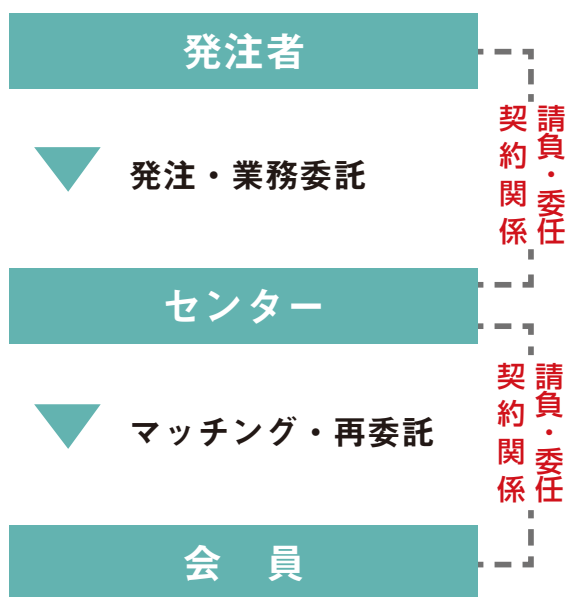 発注者
発注・業務委託
請負・委任
契約関係
センター
マッチング・再委託
請負・委任
契約関係
会　員